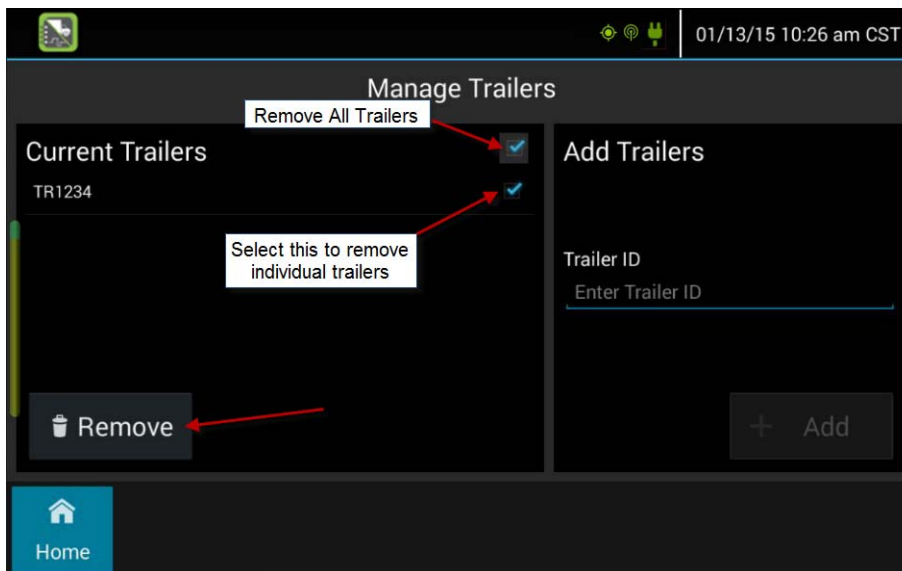 01/13/15 10:26 am CST
Manage Trailers
Remove All Trailers
Current Trailers
TR1234
Select this to remove
individual trailers
Remove
Add Trailers
Trailer ID
Enter Trailer ID
+ Add
Home